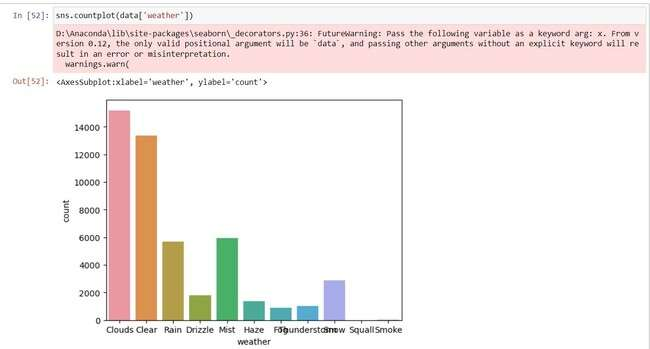 In [52]: sns.countplot(data['weather'])
D:\Anaconda\lib\site-packages\seaborn\_decorators.py:36: FutureWarning: Pass the following variable as a keyword arg: x. From v
ersion 0.12, the only valid positional argument will be `data`, and passing other arguments without an explicit keyword will re
sult in an error or misinterpretation.
warnings.warn(
Out[52]: <AxesSubplot:xlabel='weather', ylabel='count'>
14000
12000
10000
8000
6000
4000
2000
0
count
Clouds Clear Rain Drizzle Mist Haze Fog Thunderstorm Snow Squall Smoke
weather